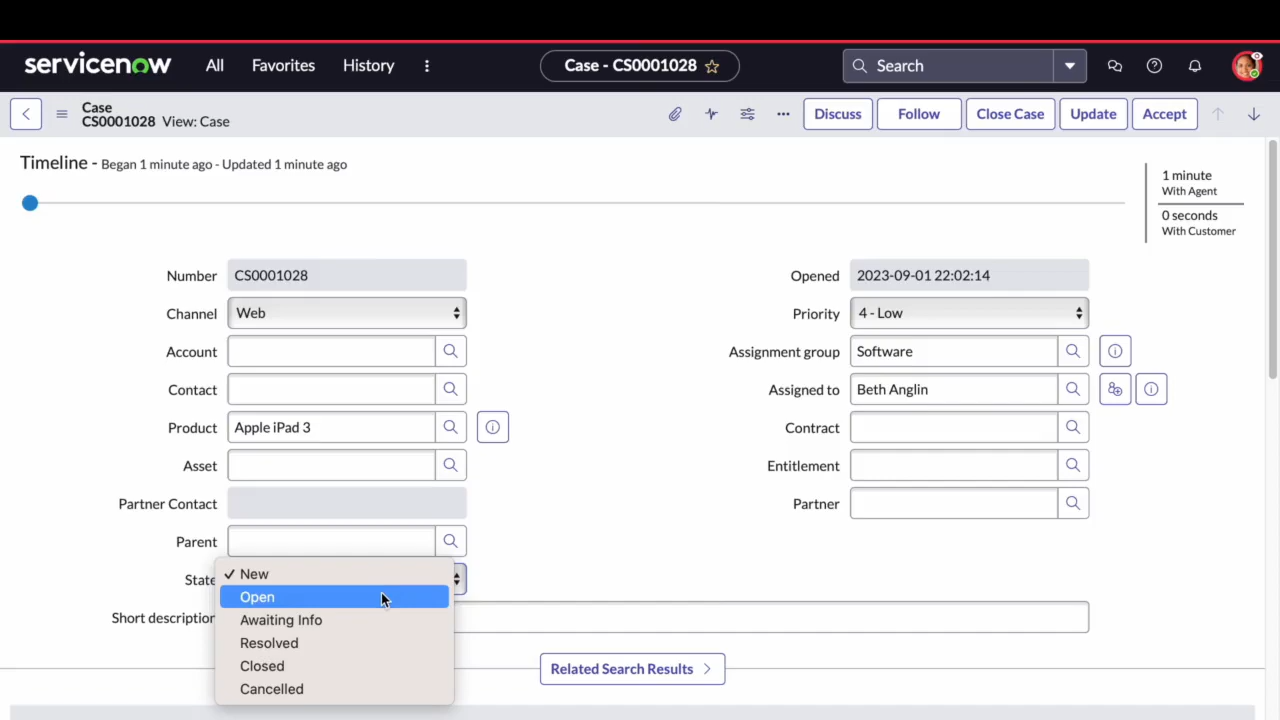 servicenow All Favorites History Case - CS0001028 Search
Case
CS0001028 View: Case Discuss Follow Close Case Update Accept
Timeline - Began 1 minute ago - Updated 1 minute ago
1 minute
With Agent
0 seconds
With Customer
Number CS0001028
Channel Web
Account
Contact
Product Apple iPad 3
Asset
Partner Contact
Parent
State
✓ New
Open
Awaiting Info
Resolved
Closed
Cancelled
Short description
Opened 2023-09-01 22:02:14
Priority 4 - Low
Assignment group Software
Assigned to Beth Anglin
Contract
Entitlement
Partner
Related Search Results